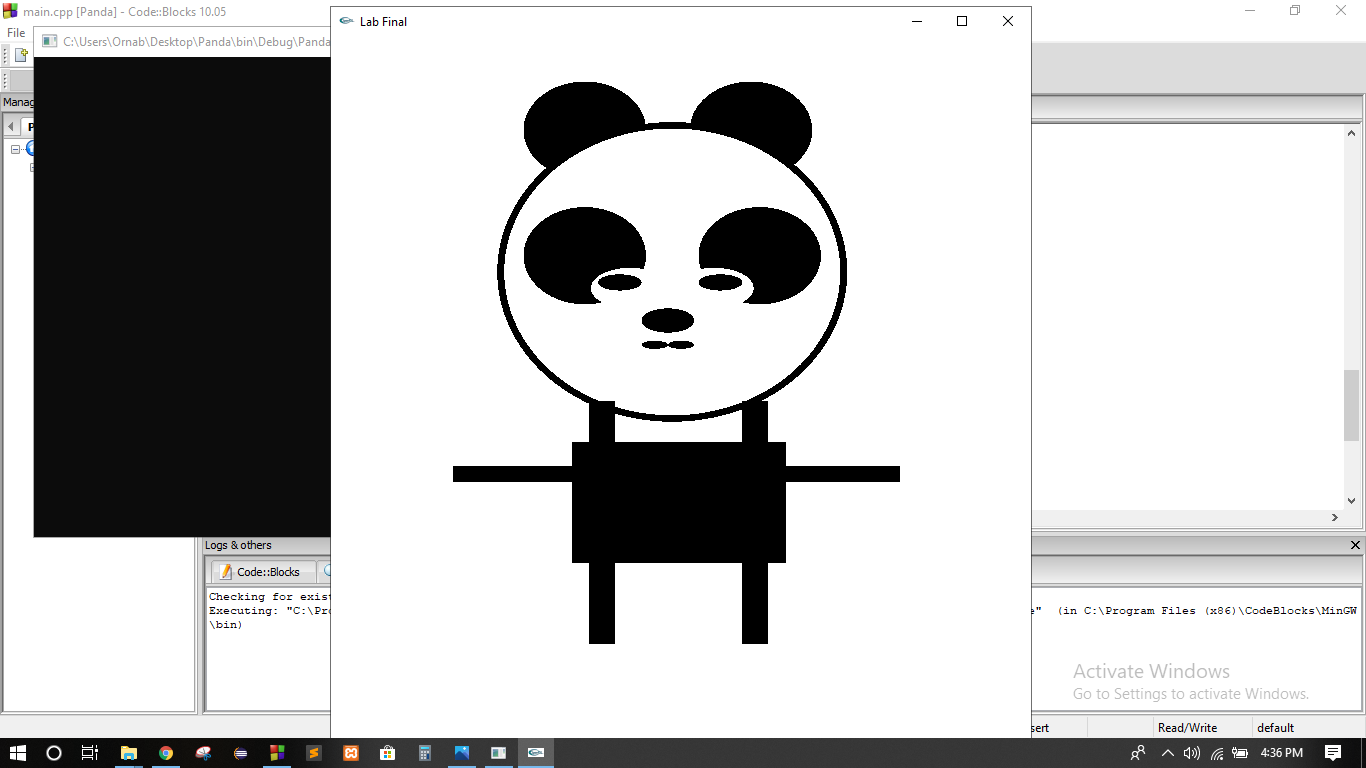 main.cpp [Panda] - Code::Blocks 10.05
Lab Final
File
C:\Users\Ornab\Desktop\Panda\bin\Debug\Panda
Manag
P
Logs & others
Code::Blocks
Checking for exist
Executing: "C:\Pro
e" (in C:\Program Files (x86)\CodeBlocks\MinGW
\bin)
Activate Windows
Go to Settings to activate Windows.
sert
Read/Write
default
4:36 PM